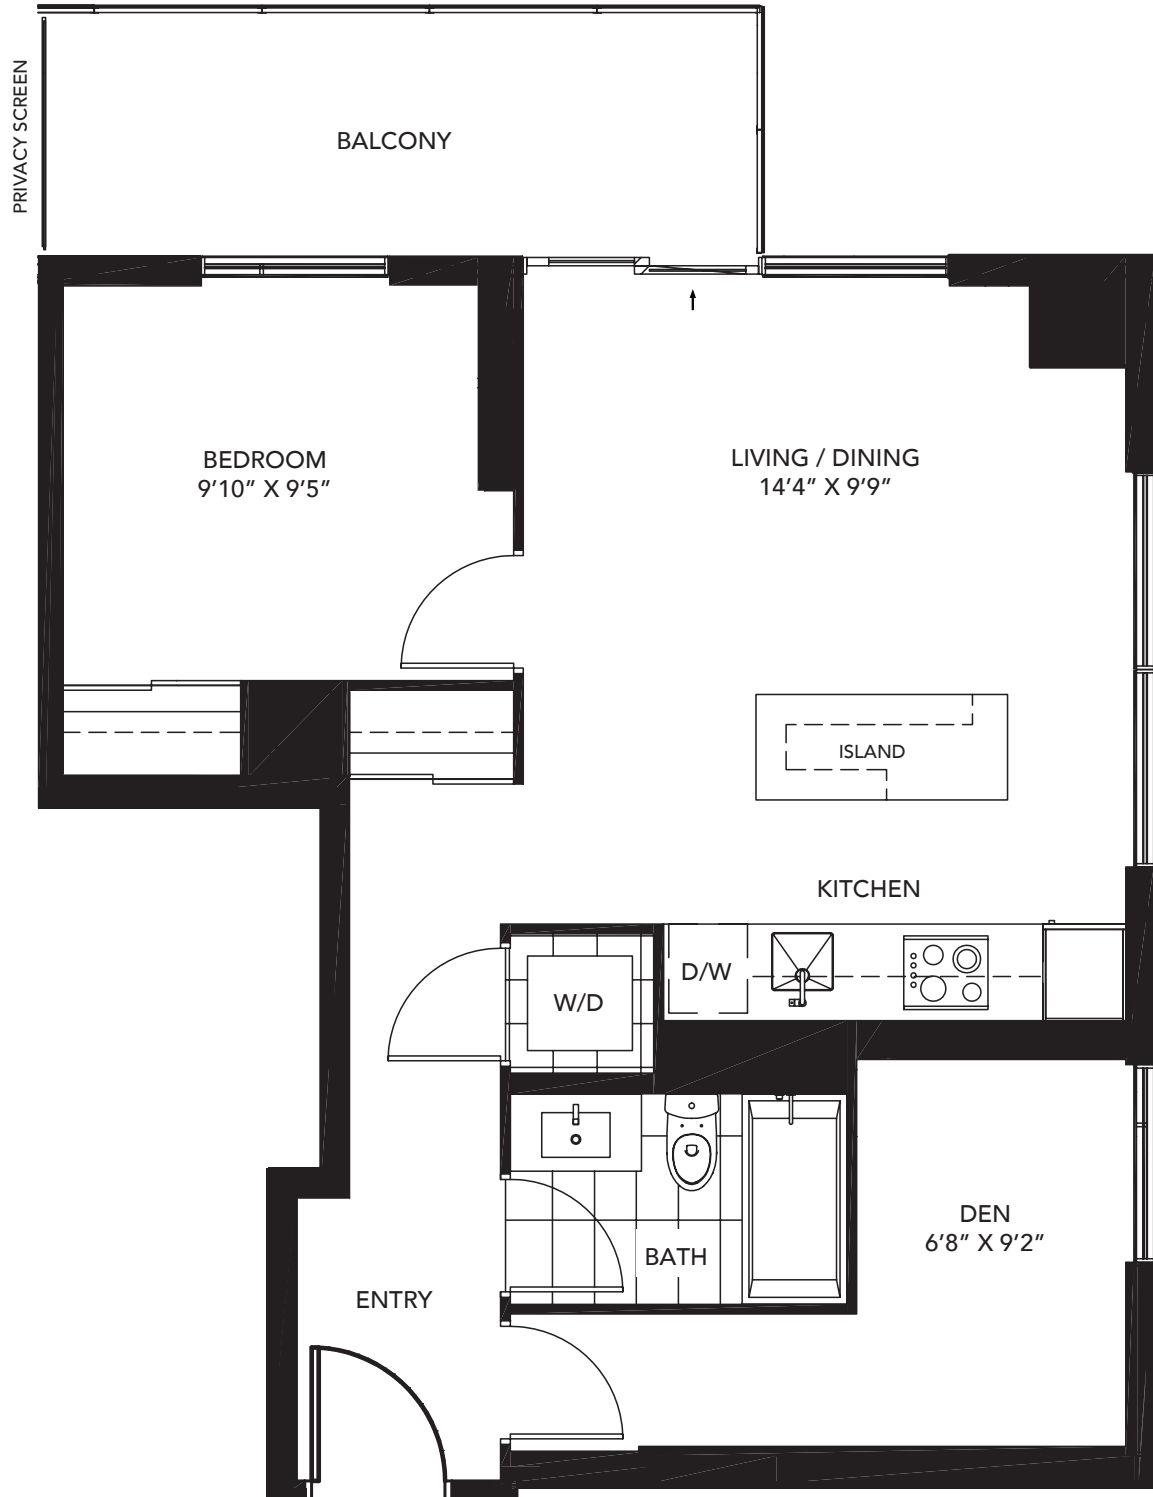 PRIVACY SCREEN
BALCONY
BEDROOM
9’10” X 9’5”
LIVING / DINING
14’4” X 9’9”
ISLAND
KITCHEN
D/W
W/D
DEN
6’8” X 9’2”
BATH
ENTRY